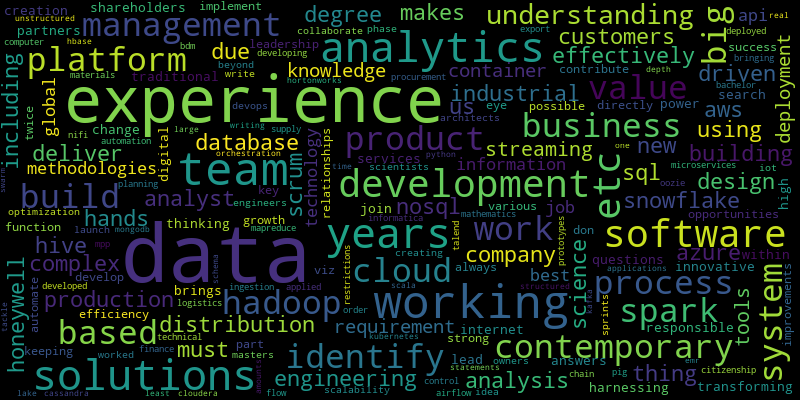 creation
shareholders
implement
unstructured
partners
management
degree
makes
understanding
big
api
real
computer
hbase
bdm
collaborate
phase
customers
deployed
platform
due
leadership
developing
export
success
analytics
effectively
bringing
materials
beyond
write
knowledge
container
contribute
depth
driven
hortonworks
procurement
bachelor
traditional
experience
us
industrial
value
search
including
global
devops
eye
possible
directly
power
aws
deployment
twice
nifi
large
architects
change
automation
writing
supply
product
business
using
database
orchestration
python
streaming
one
new
building
deliver
team
scrum
technology
relationships
services
scientists
information
microservices
iot
methodologies
digital
time
sql
design
high
swarm
planning
key
engineers
development
etc
oozie
build
analyst
join
nosql
various
job
snowflake
optimization
growth
informatica
mathematics
opportunities
function
launch
mongodb
mapreduce
thinking
hands
data
years
work
software
hive
mpp
schema
viz
talend
prototypes
don
company
azure
within
complex
develop
cloud
creating
always
best
science
questions
applications
honeywell
automate
developed
ingestion
applied
restrictions
scala
structured
innovative
process
production
brings
logistics
hadoop
working
kafka
tools
system
improvements
efficiency
order
sprints
spark
tackle
based
distribution
requirement
internet
responsible
technical
kubernetes
strong
contemporary
keeping
worked
finance
must
part
identify
lead
owners
answers
masters
statements
emr
citizenship
solutions
amounts
engineering
control
analysis
chain
pig
thing
transforming
harnessing
lake
cassandra
least
cloudera
flow
scalability
airflow
idea